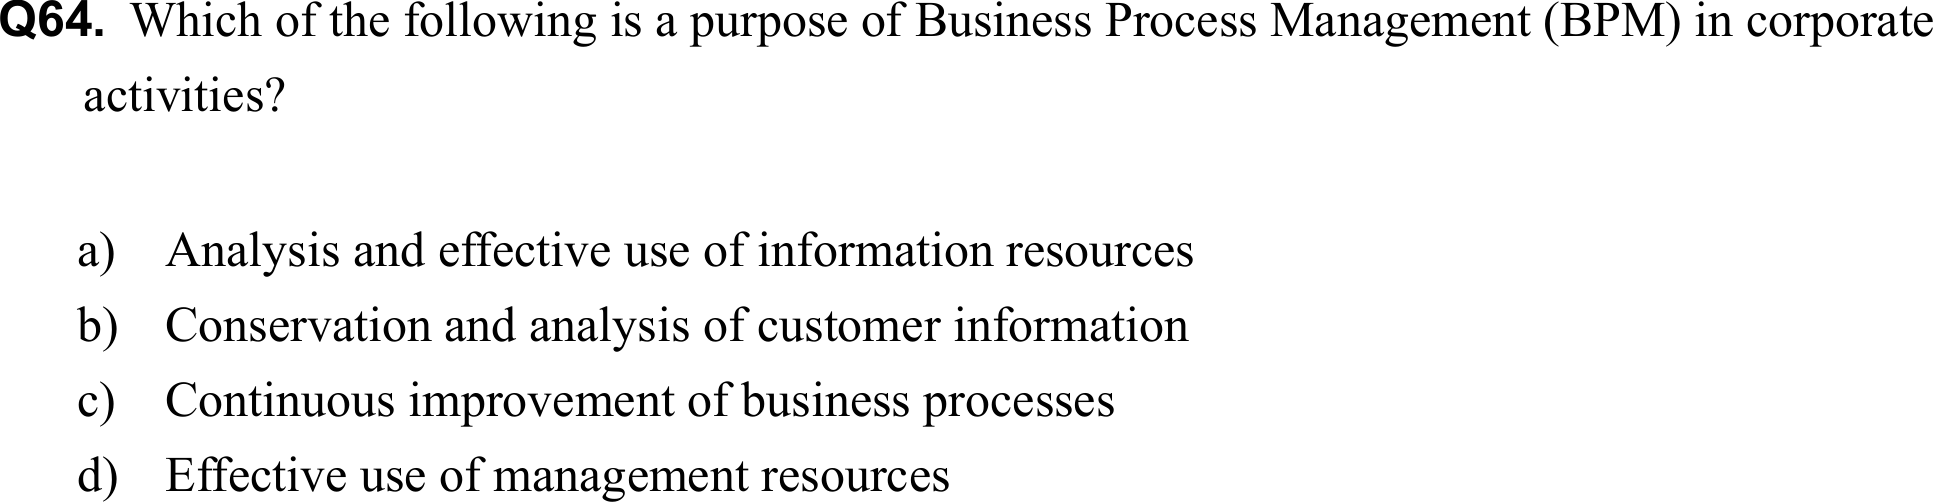 Q64. Which of the following is a purpose of Business Process Management (BPM) in corporate
activities?
a) Analysis and effective use of information resources
b) Conservation and analysis of customer information
c) Continuous improvement of business processes
d) Effective use of management resources